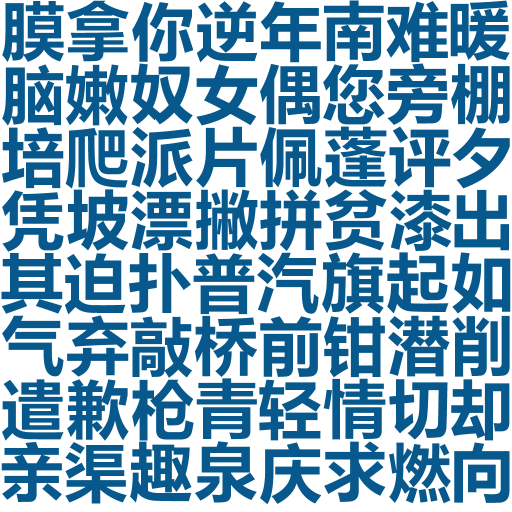 膜拿你逆年南难暖
脑嫩奴女偶您旁棚
培爬派片佩蓬评夕
凭坡漂撇拼贫漆出
其迫扑普汽旗起如
气弃敲桥前钳潜削
遣歉枪青轻情切却
亲渠趣泉庆求燃向